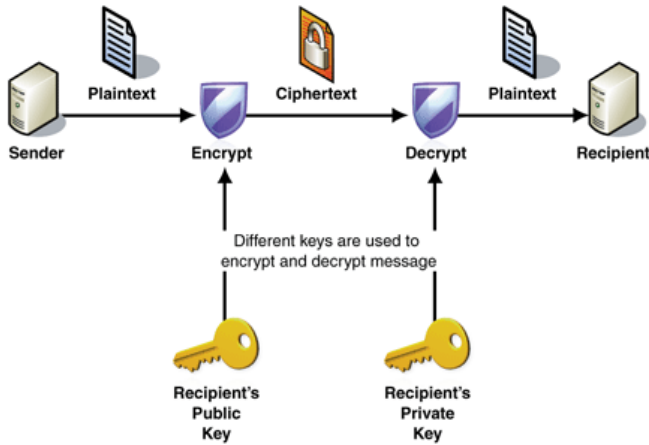 Plaintext
Ciphertext
Plaintext
Sender
Encrypt
Decrypt
Recipient
Different keys are used to
encrypt and decrypt message
Recipient's
Public
Key
Recipient's
Private
Key